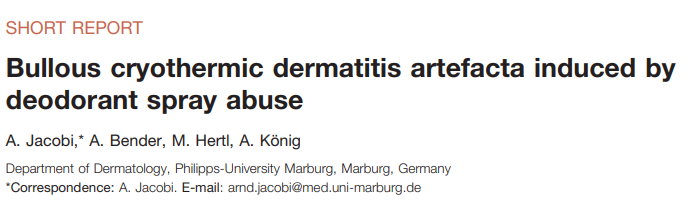 SHORT REPORT
Bullous cryothermic dermatitis artefacta induced by
deodorant spray abuse
A. Jacobi,* A. Bender, M. Hertl, A. König
Department of Dermatology, Philipps-University Marburg, Marburg, Germany
*Correspondence: A. Jacobi. E-mail: arnd.jacobi@med.uni-marburg.de